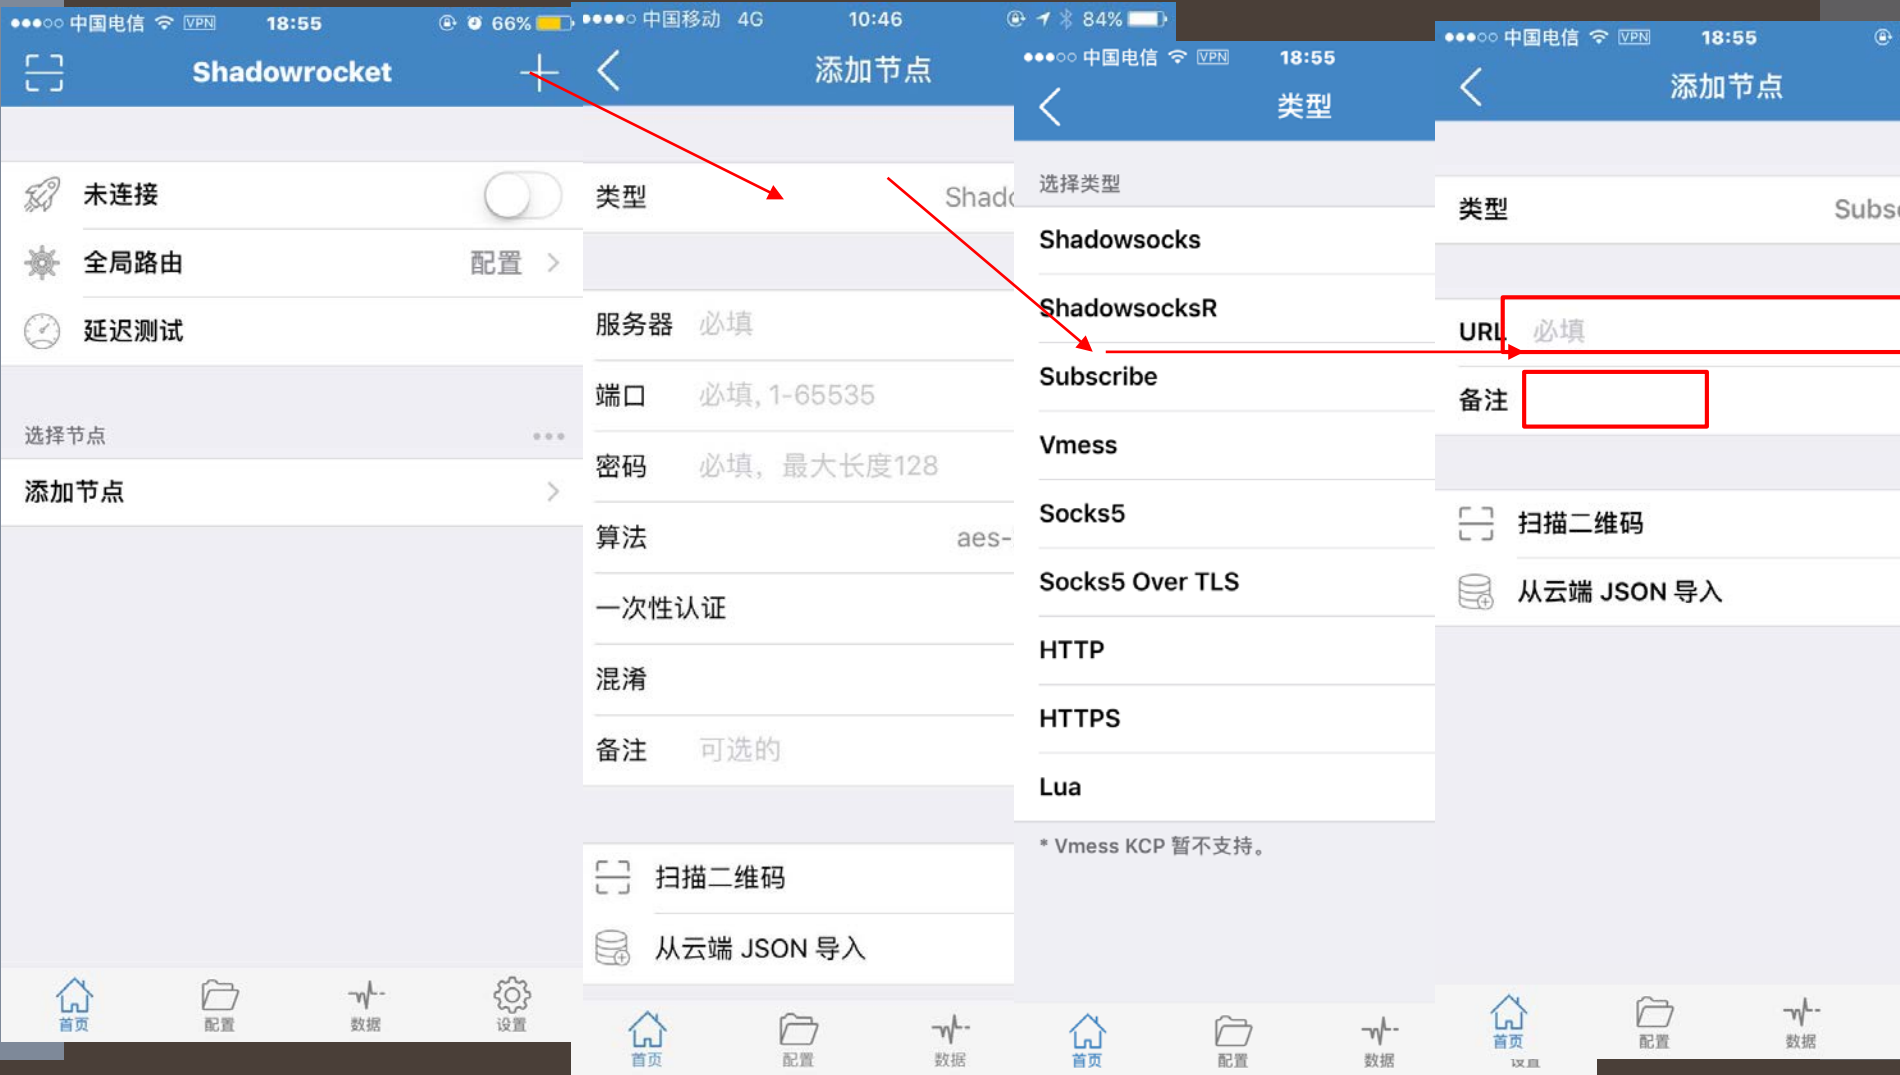 中国电信 VPN 18:55 66%
Shadowrocket
未连接
全局路由 配置
延迟测试
选择节点
添加节点
首页 配置 数据 设置
中国移动 4G 10:46 84%
添加节点
类型 Shado
服务器 必填
端口 必填, 1-65535
密码 必填，最大长度128
算法 aes-
一次性认证
混淆
备注 可选的
扫描二维码
从云端 JSON 导入
首页 配置 数据
中国电信 VPN 18:55
类型
选择类型
Shadowsocks
ShadowsocksR
Subscribe
Vmess
Socks5
Socks5 Over TLS
HTTP
HTTPS
Lua
* Vmess KCP 暂不支持。
首页 配置 数据
中国电信 VPN 18:55
添加节点
类型 Subsc
URL 必填
备注
扫描二维码
从云端 JSON 导入
首页 配置 数据